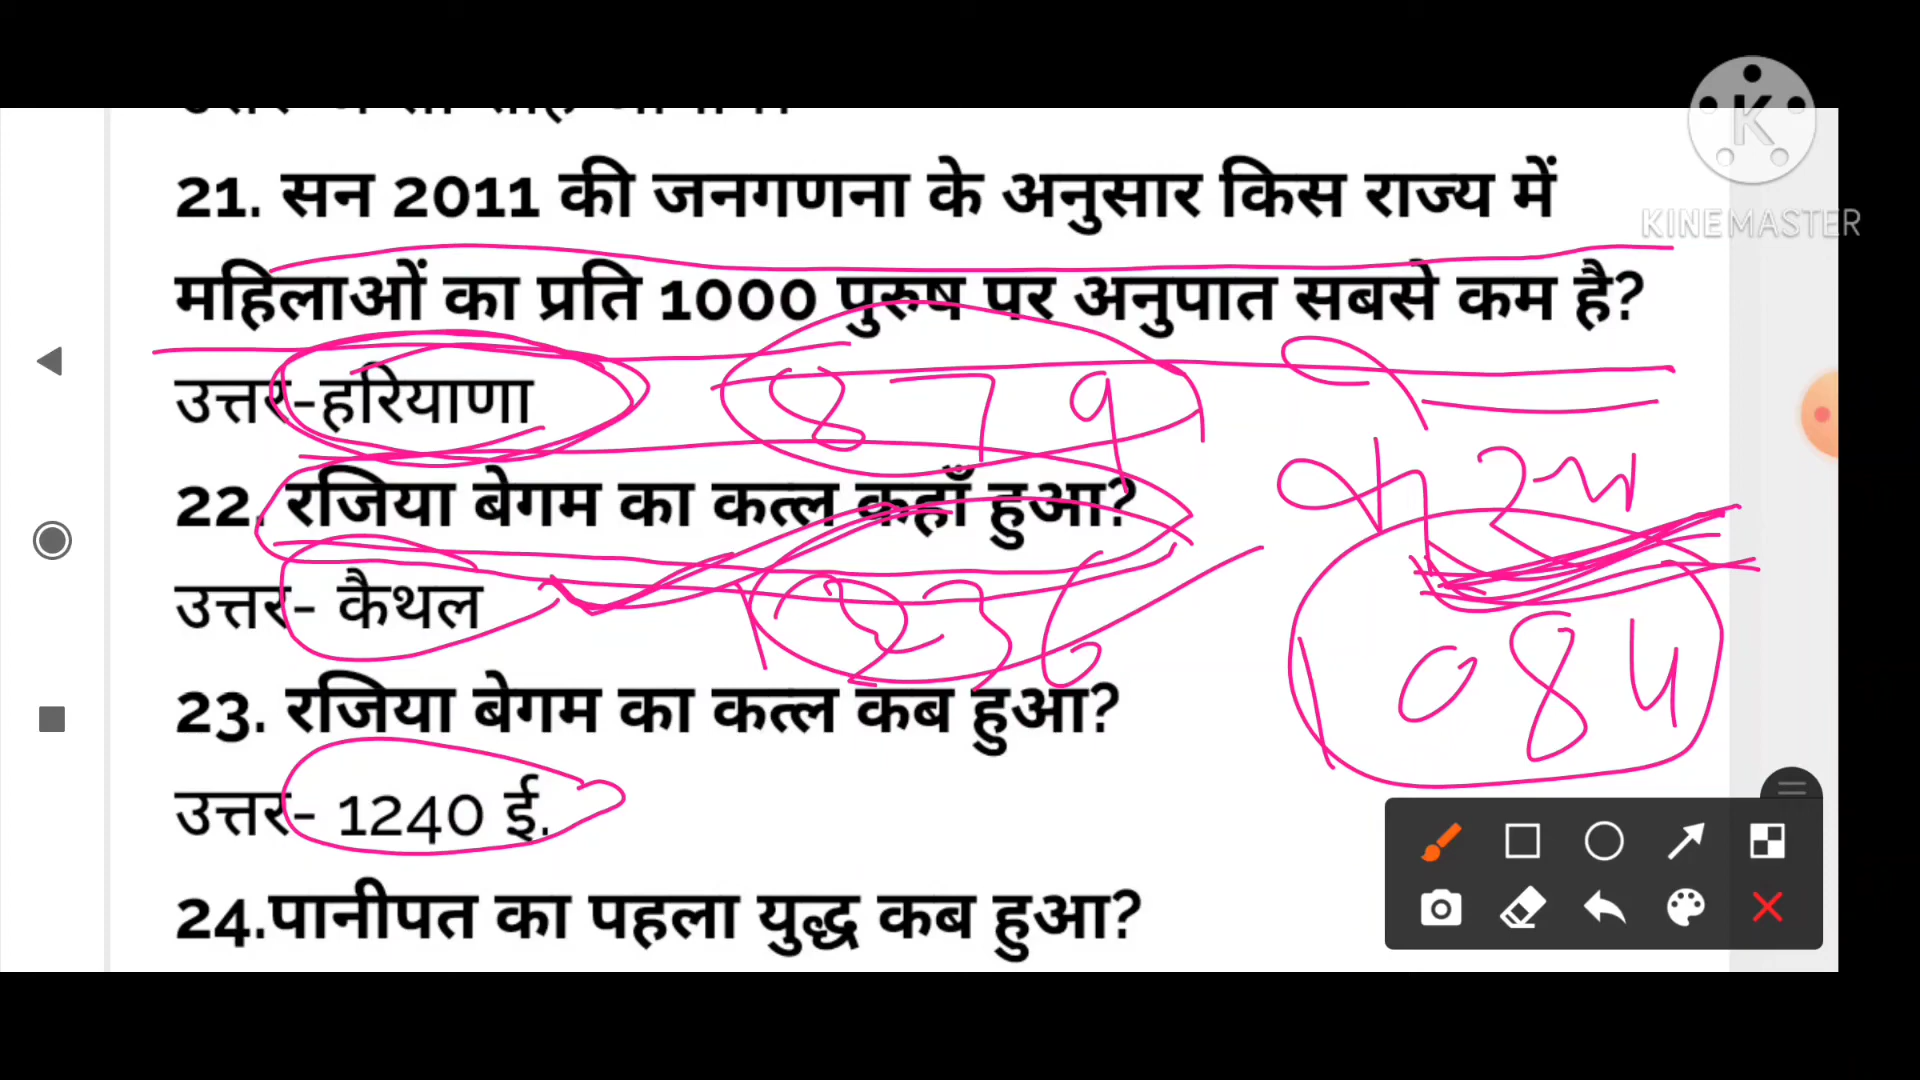 21. सन 2011 की जनगणना के अनुसार किस राज्य में
महिलाओं का प्रति 1000 पुरुष पर अनुपात सबसे कम है?
उत्तर-हरियाणा
879
22. रजिया बेगम का कत्ल कहाँ हुआ?
उत्तर- कैथल
1236
1084
23. रजिया बेगम का कत्ल कब हुआ?
उत्तर- 1240 ई.
24.पानीपत का पहला युद्ध कब हुआ?
K
KINEMASTER